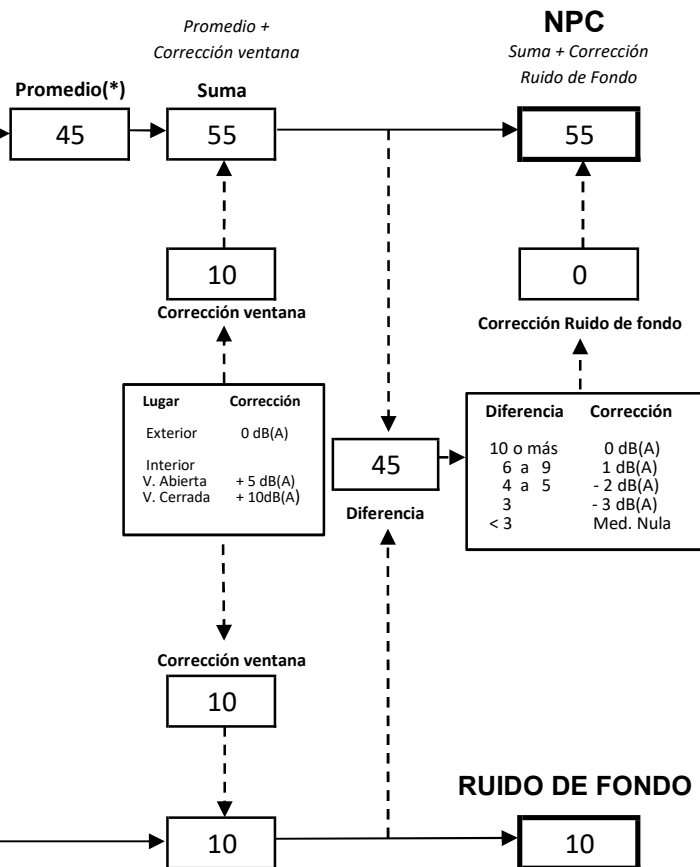 NPC
Promedio +
Corrección ventana
Suma + Corrección
Ruido de Fondo
Promedio(*)
Suma
45
55
55
10
0
Corrección ventana
Corrección Ruido de fondo
Lugar Corrección
Exterior 0 dB(A)
Interior
V. Abierta + 5 dB(A)
V. Cerrada + 10dB(A)
45
Diferencia
Diferencia Corrección
10 o más 0 dB(A)
6 a 9 1 dB(A)
4 a 5 - 2 dB(A)
3 - 3 dB(A)
< 3 Med. Nula
Corrección ventana
10
RUIDO DE FONDO
10
10